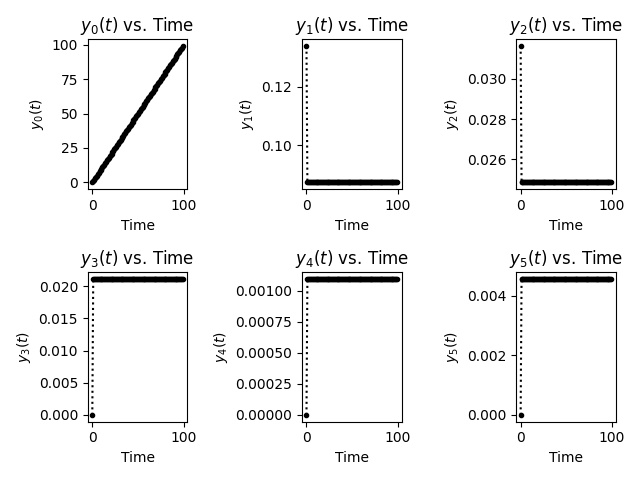 y₀(t) vs. Time
y₁(t) vs. Time
y₂(t) vs. Time
100
75
50
25
0
y₀(t)
0
100
Time
0.12
0.10
y₁(t)
0
100
Time
0.030
0.028
0.026
y₂(t)
0
100
Time
y₃(t) vs. Time
y₄(t) vs. Time
y₅(t) vs. Time
0.020
0.015
0.010
0.005
0.000
y₃(t)
0
100
Time
0.00100
0.00075
0.00050
0.00025
0.00000
y₄(t)
0
100
Time
0.004
0.002
0.000
y₅(t)
0
100
Time